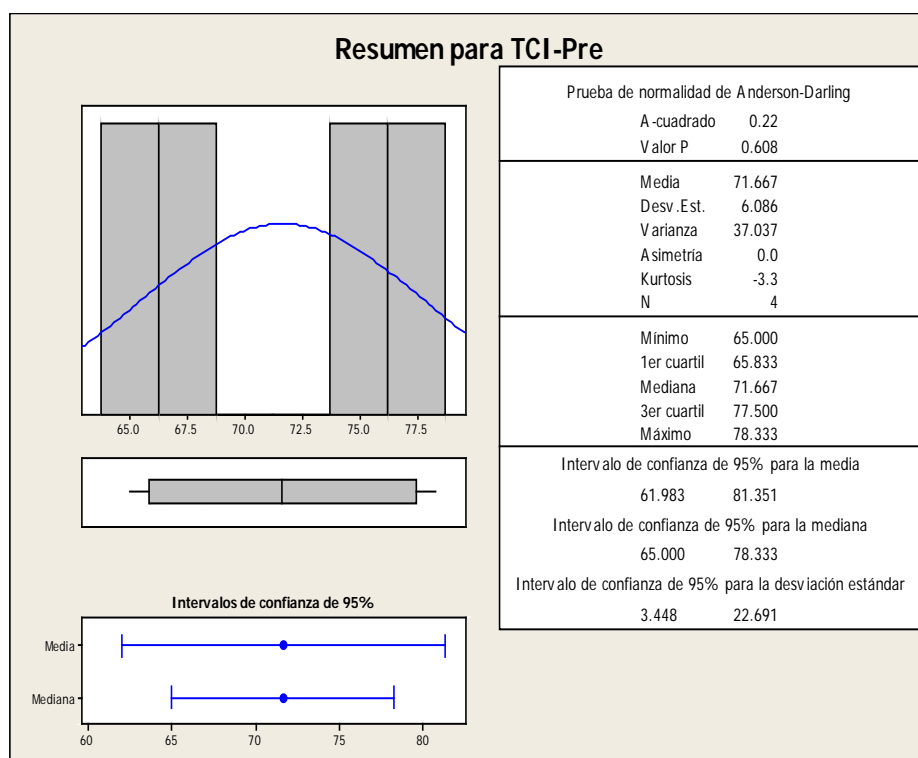 Resumen para TCI-Pre
65.0 67.5 70.0 72.5 75.0 77.5
Intervalos de confianza de 95%
Media
Mediana
60 65 70 75 80
Prueba de normalidad de Anderson-Darling
A-cuadrado 0.22
Valor P 0.608
Media 71.667
Desv.Est. 6.086
Varianza 37.037
Asimetría 0.0
Kurtosis -3.3
N 4
Mínimo 65.000
1er cuartil 65.833
Mediana 71.667
3er cuartil 77.500
Máximo 78.333
Intervalo de confianza de 95% para la media
61.983 81.351
Intervalo de confianza de 95% para la mediana
65.000 78.333
Intervalo de confianza de 95% para la desviación estándar
3.448 22.691